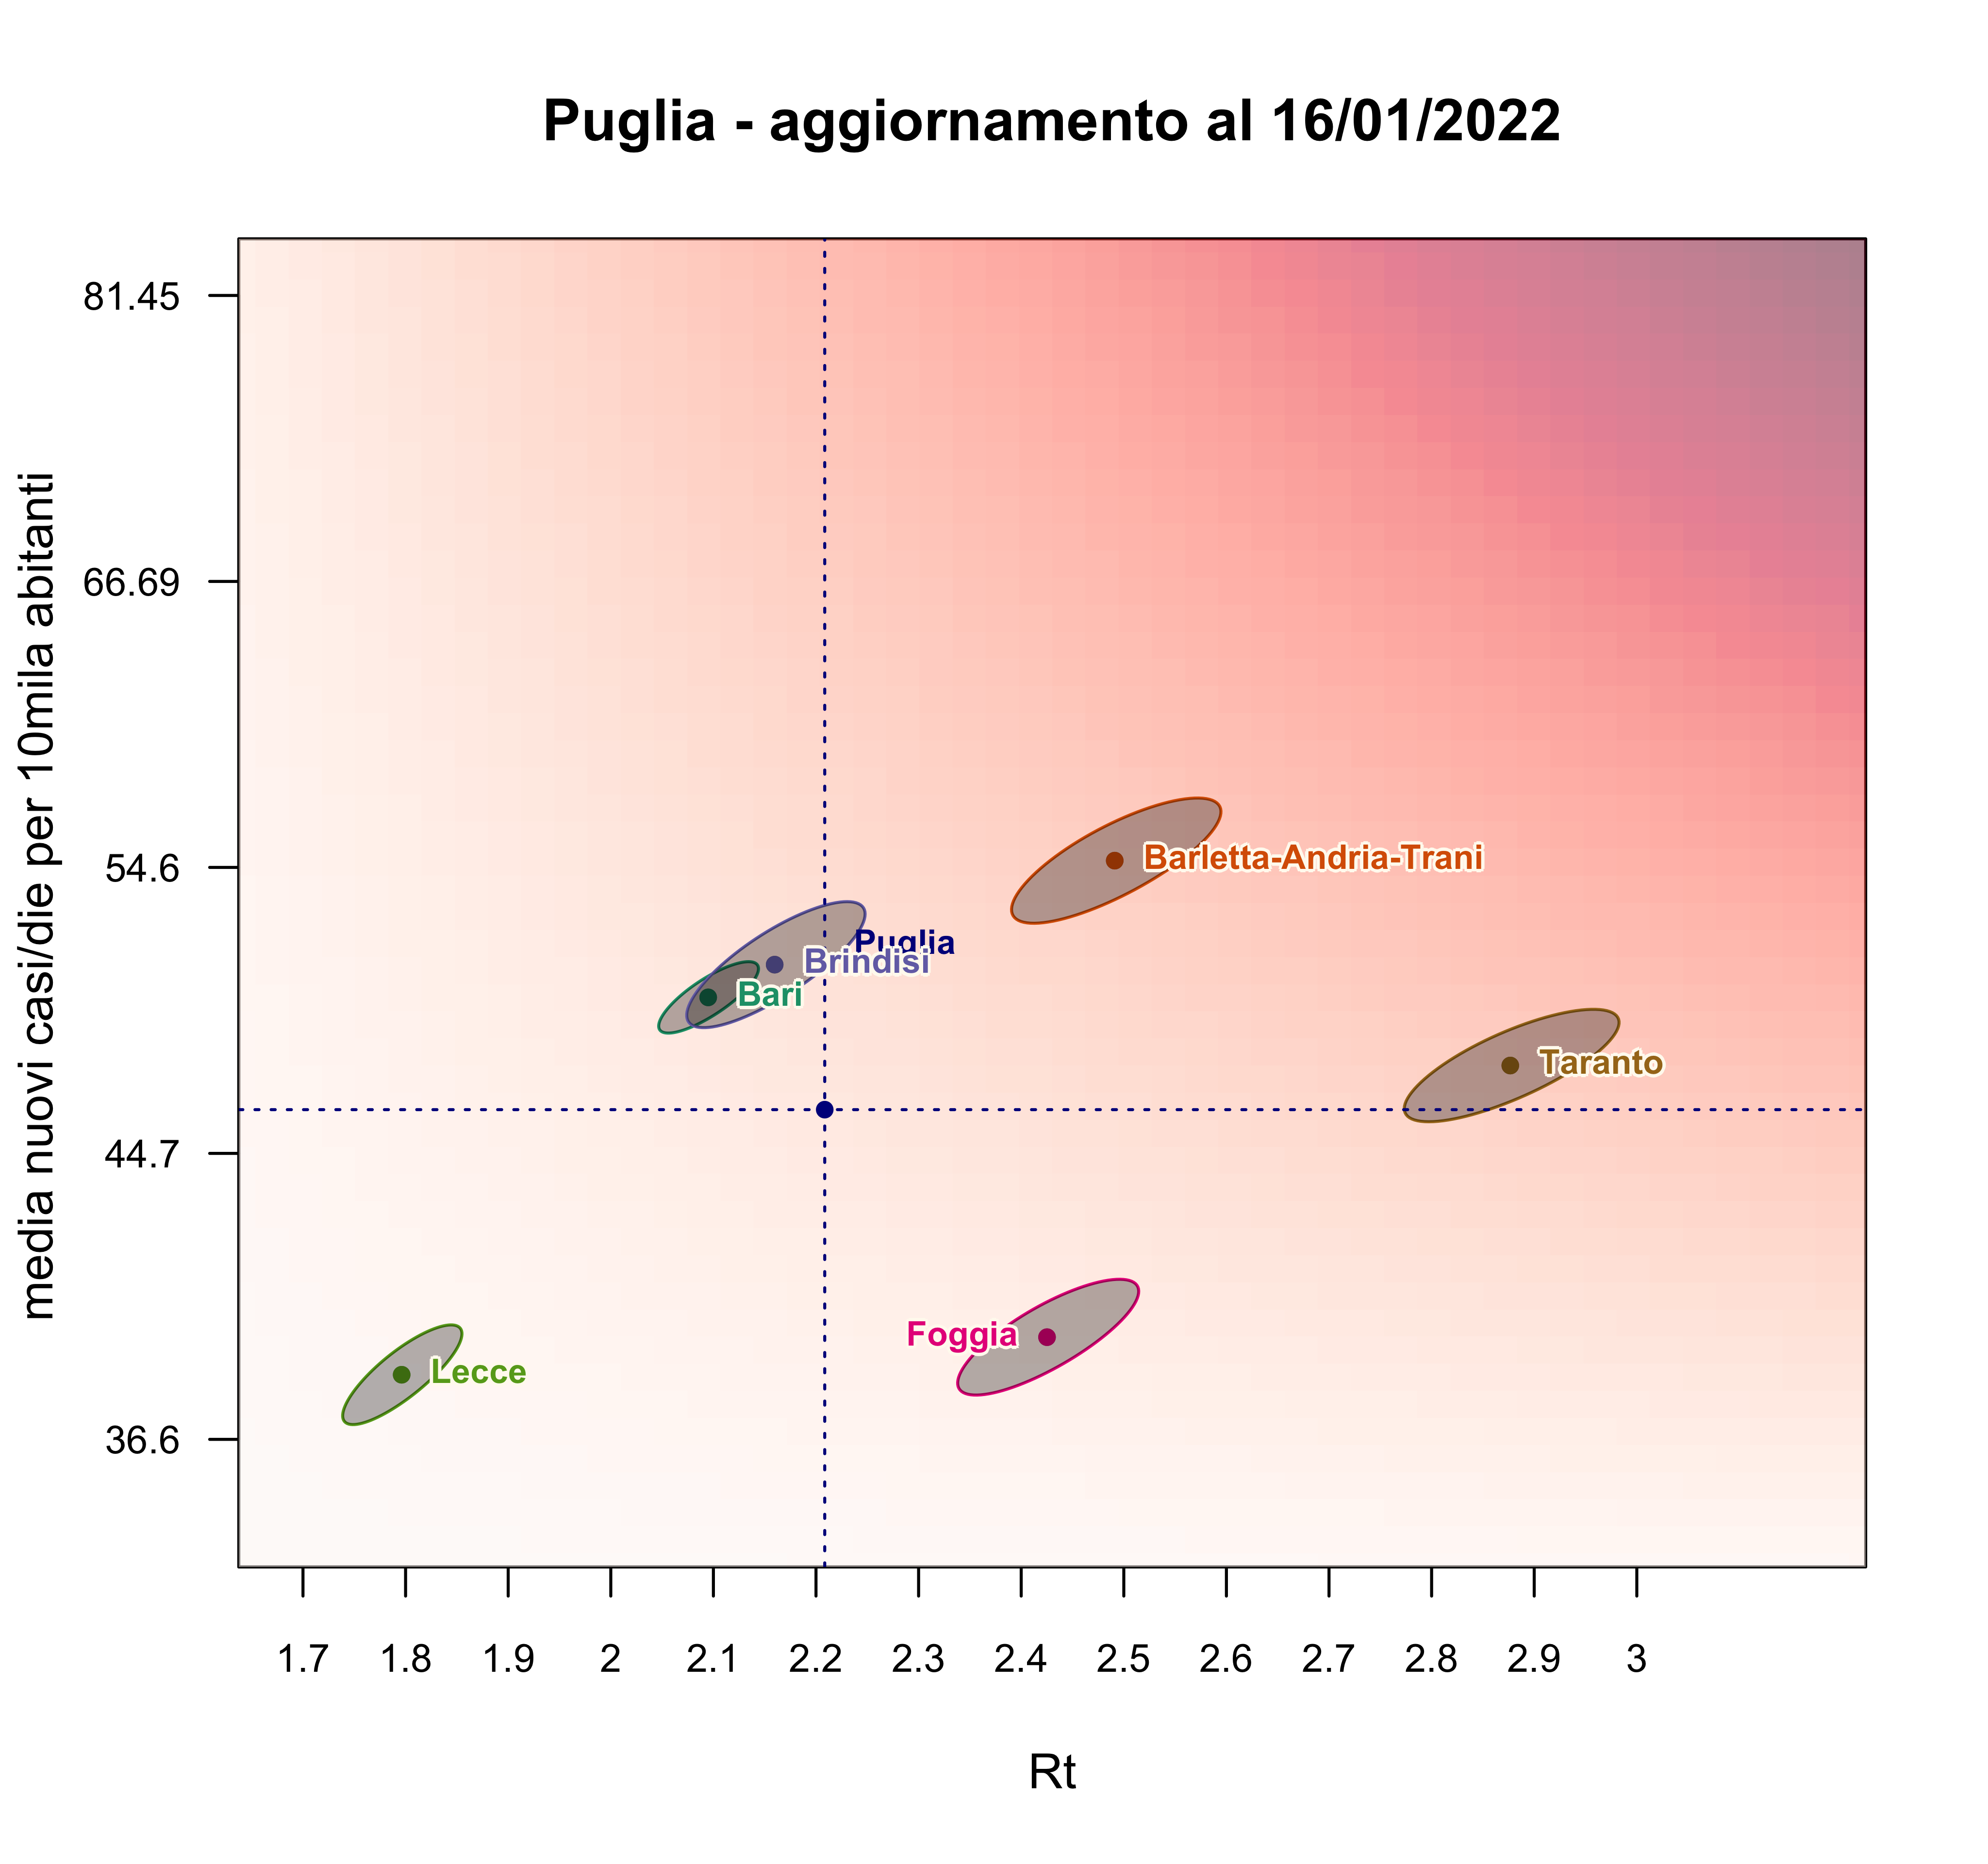 Puglia - aggiornamento al 16/01/2022
media nuovi casi/die per 10mila abitanti
81.45
66.69
54.6
44.7
36.6
Barletta-Andria-Trani
Puglia
Brindisi
Bari
Taranto
Foggia
Lecce
1.7 1.8 1.9 2 2.1 2.2 2.3 2.4 2.5 2.6 2.7 2.8 2.9 3
Rt